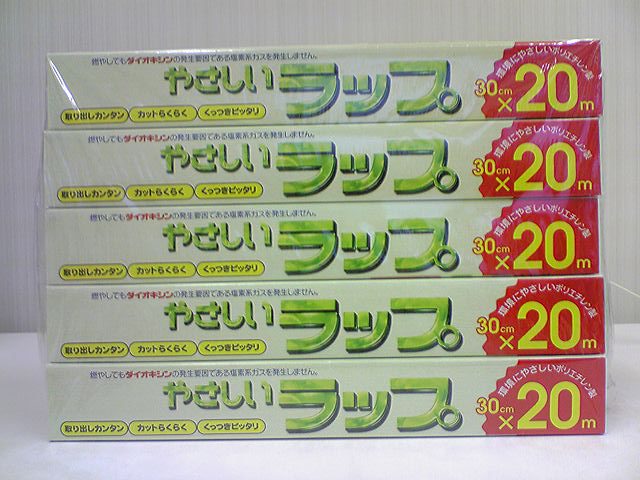 燃やしてもダイオキシンの発生要因である塩素系ガスを発生しません。
やさしいラップ
取り出しカンタン カットらくらく くっつきピッタリ
環境にやさしいポリエチレン製
30cm×20m
燃やしてもダイオキシンの発生要因である塩素系ガスを発生しません。
やさしいラップ
取り出しカンタン カットらくらく くっつきピッタリ
環境にやさしいポリエチレン製
30cm×20m
燃やしてもダイオキシンの発生要因である塩素系ガスを発生しません。
やさしいラップ
取り出しカンタン カットらくらく くっつきピッタリ
環境にやさしいポリエチレン製
30cm×20m
燃やしてもダイオキシンの発生要因である塩素系ガスを発生しません。
やさしいラップ
取り出しカンタン カットらくらく くっつきピッタリ
環境にやさしいポリエチレン製
30cm×20m
燃やしてもダイオキシンの発生要因である塩素系ガスを発生しません。
やさしいラップ
取り出しカンタン カットらくらく くっつきピッタリ
環境にやさしいポリエチレン製
30cm×20m